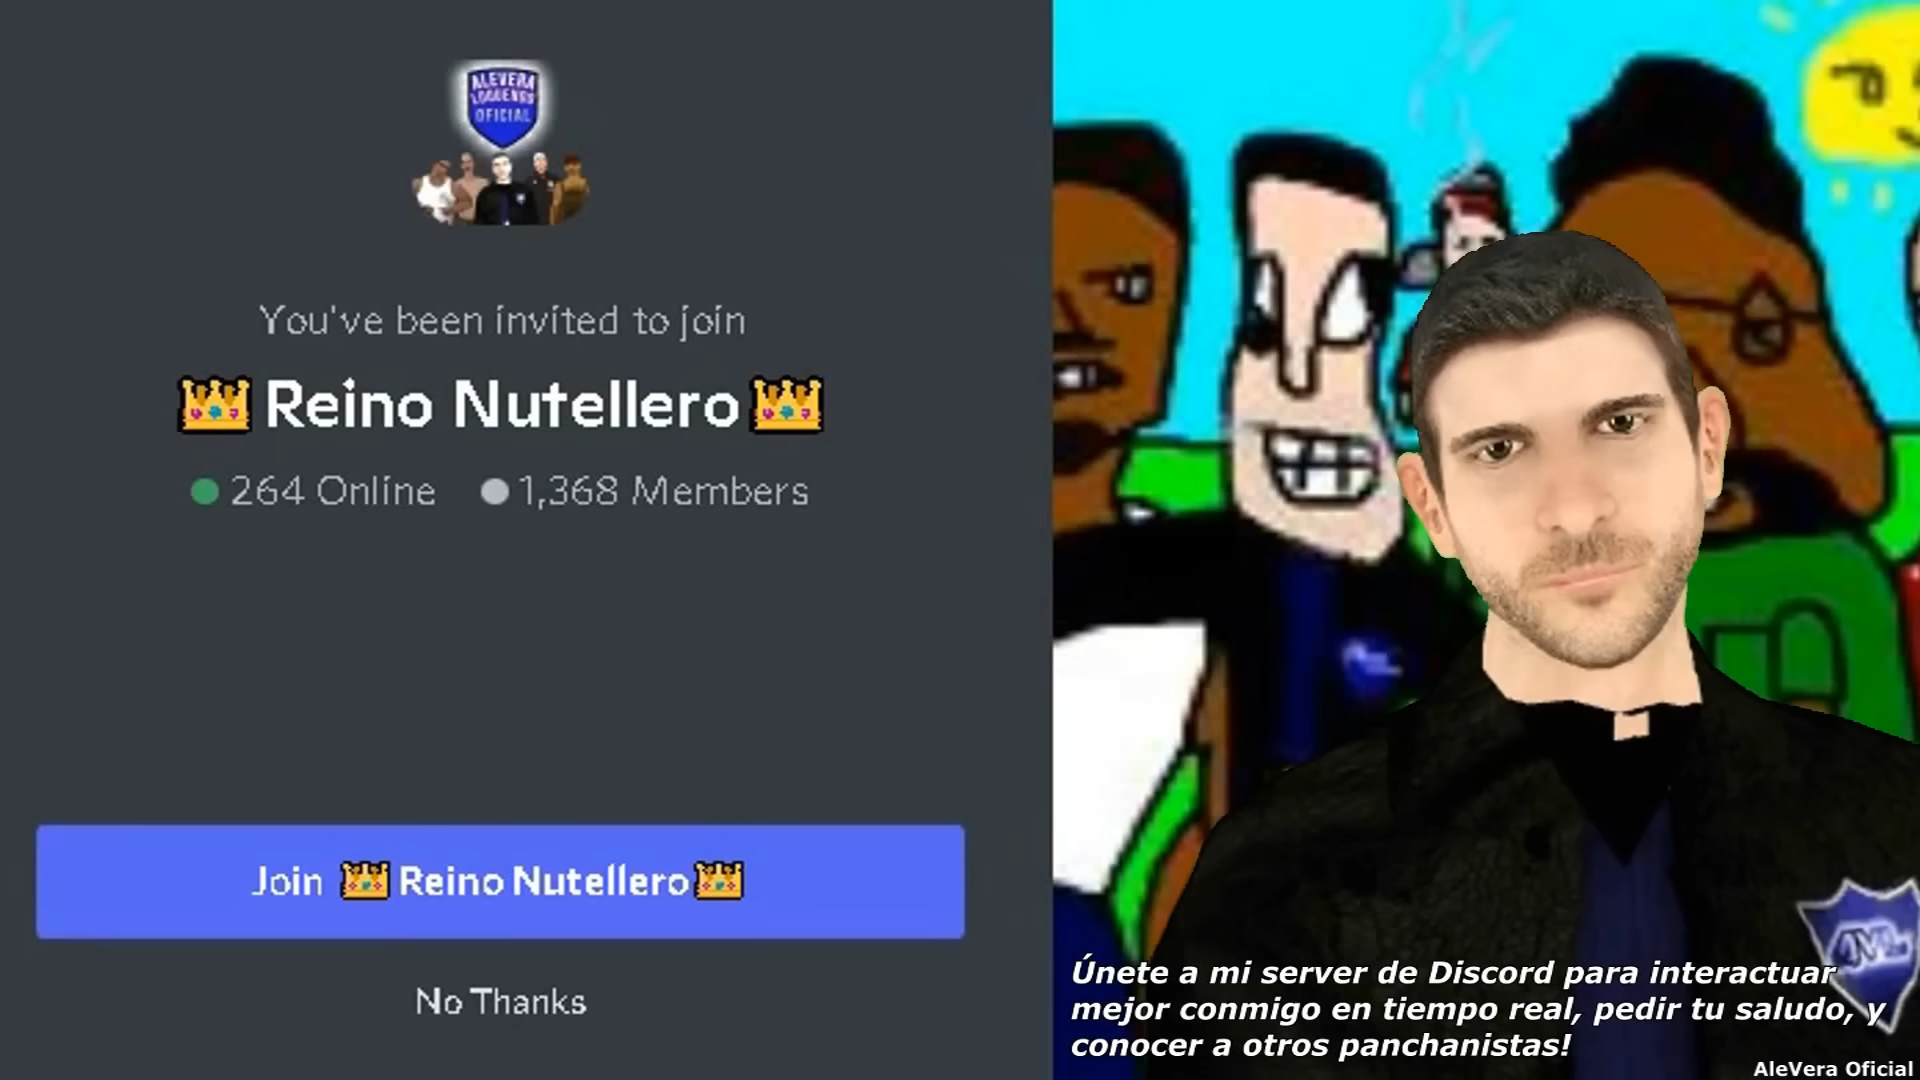 ALEVERA
LOQUENDO
OFICIAL
You've been invited to join
👑Reino Nutellero👑
264 Online 1,368 Members
Join 👑Reino Nutellero👑
No Thanks
Únete a mi server de Discord para interactuar
mejor conmigo en tiempo real, pedir tu saludo, y
conocer a otros panchanistas!
AleVera Oficial